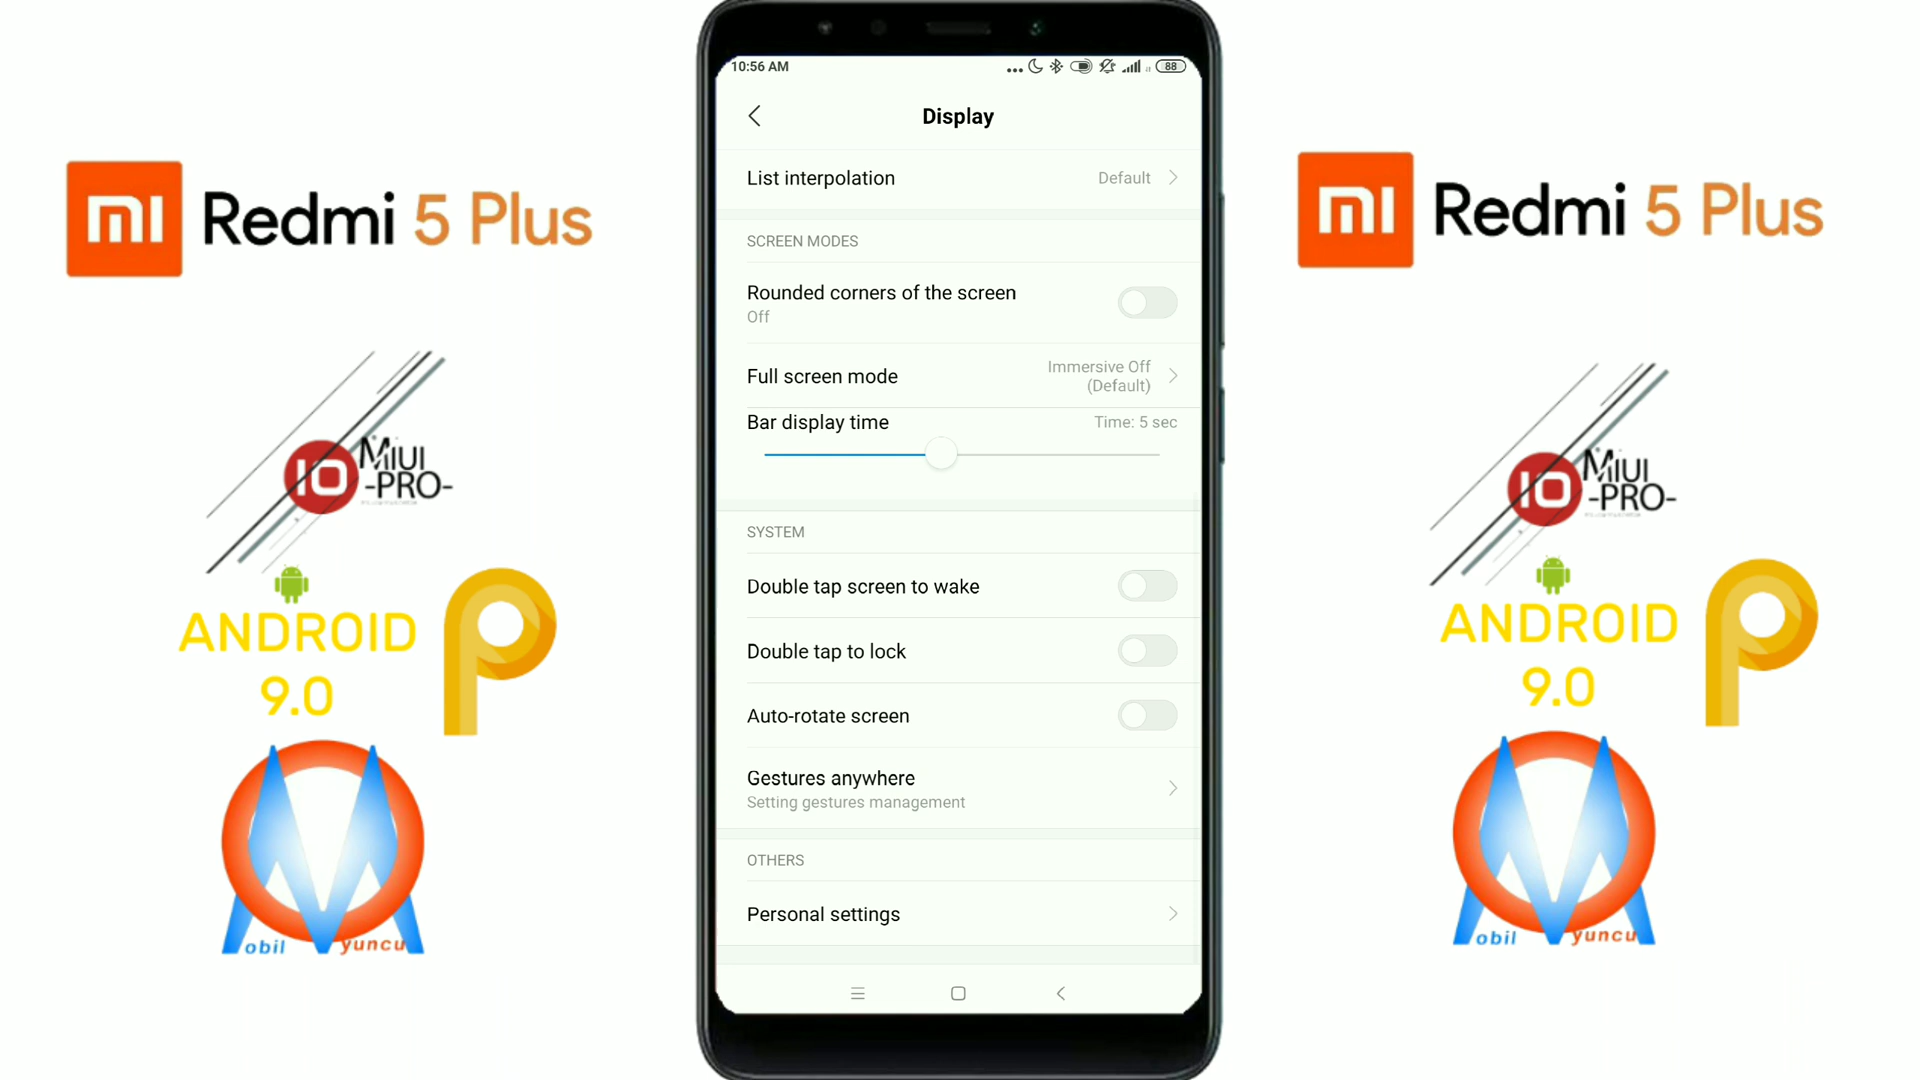 Redmi 5 Plus
10
MIUI
-PRO-
ANDROID
9.0
obil yuncu
10:56 AM
88
Display
List interpolation Default
SCREEN MODES
Rounded corners of the screen
Off
Full screen mode Immersive Off (Default)
Bar display time Time: 5 sec
SYSTEM
Double tap screen to wake
Double tap to lock
Auto-rotate screen
Gestures anywhere
Setting gestures management
OTHERS
Personal settings
Redmi 5 Plus
10
MIUI
-PRO-
ANDROID
9.0
obil yuncu